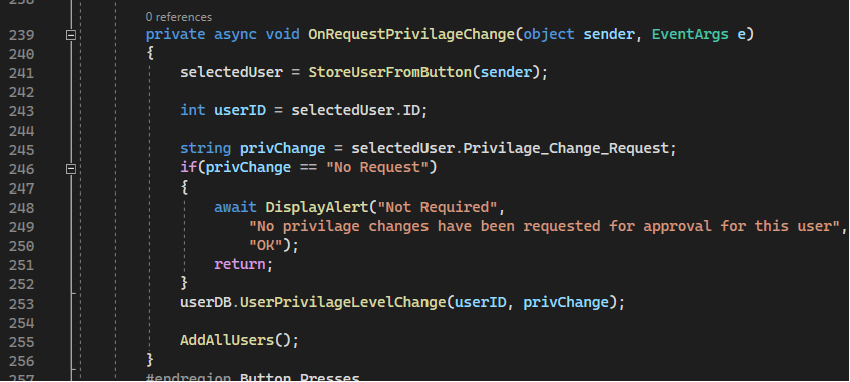 238
0 references
239 private async void OnRequestPrivilageChange(object sender, EventArgs e)
240 {
241 selectedUser = StoreUserFromButton(sender);
242
243 int userID = selectedUser.ID;
244
245 string privChange = selectedUser.Privilage_Change_Request;
246 if(privChange == "No Request")
247 {
248 await DisplayAlert("Not Required",
249 "No privilage changes have been requested for approval for this user",
250 "OK");
251 return;
252 }
253 userDB.UserPrivilageLevelChange(userID, privChange);
254
255 AddAllUsers();
256 }
257 #endregion Button Presses